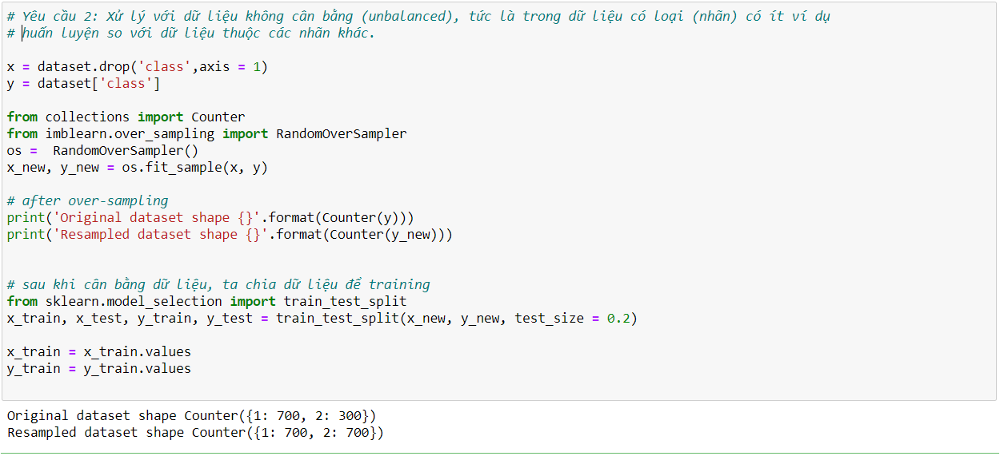 # Yêu cầu 2: Xử lý với dữ liệu không cân bằng (unbalanced), tức là trong dữ liệu có loại (nhãn) có ít ví dụ
# huấn luyện so với dữ liệu thuộc các nhãn khác.
x = dataset.drop('class',axis = 1)
y = dataset['class']
from collections import Counter
from imblearn.over_sampling import RandomOverSampler
os =  RandomOverSampler()
x_new, y_new = os.fit_sample(x, y)
# after over-sampling
print('Original dataset shape {}'.format(Counter(y)))
print('Resampled dataset shape {}'.format(Counter(y_new)))
# sau khi cân bằng dữ liệu, ta chia dữ liệu để training
from sklearn.model_selection import train_test_split
x_train, x_test, y_train, y_test = train_test_split(x_new, y_new, test_size = 0.2)
x_train = x_train.values
y_train = y_train.values
Original dataset shape Counter({1: 700, 2: 300})
Resampled dataset shape Counter({1: 700, 2: 700})